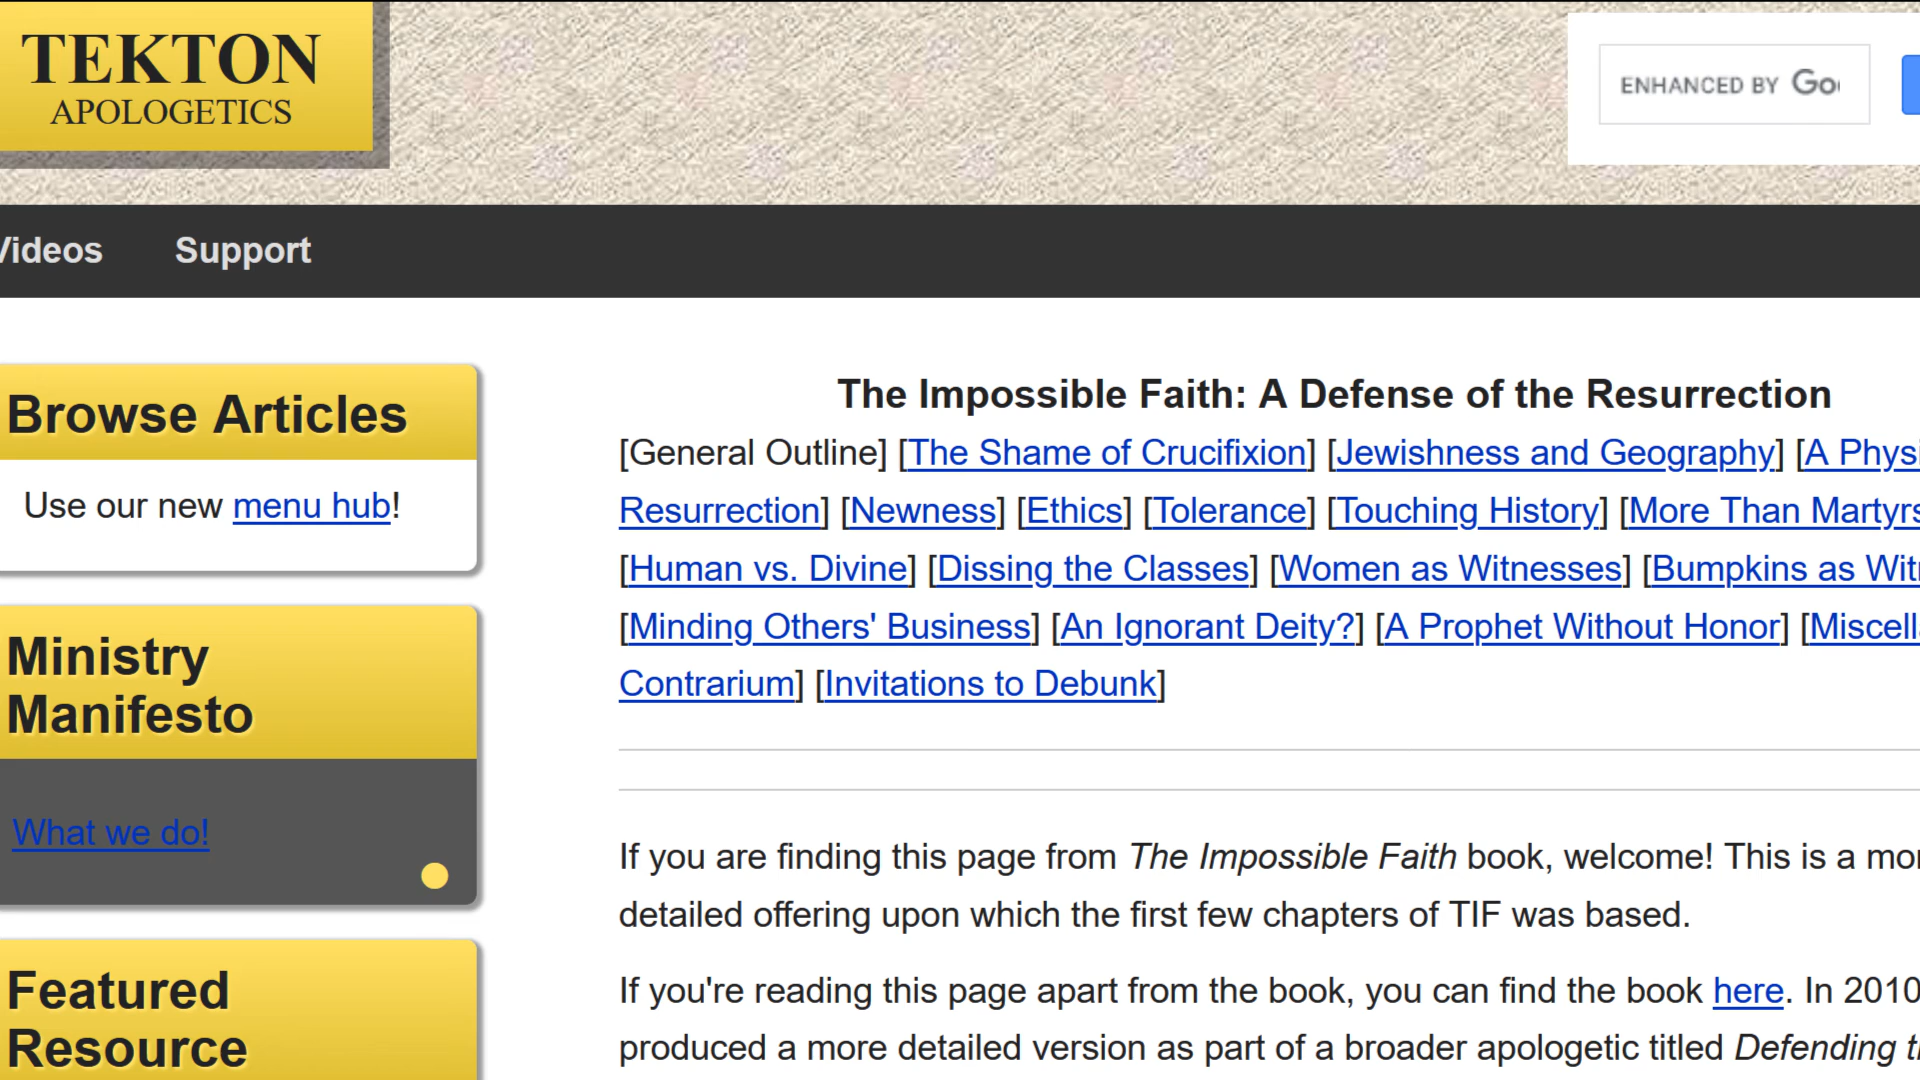 TEKTON
APOLOGETICS
ENHANCED BY
Videos Support
Browse Articles
Use our new menu hub!
Ministry
Manifesto
What we do!
Featured
Resource
The Impossible Faith: A Defense of the Resurrection
[General Outline] [The Shame of Crucifixion] [Jewishness and Geography] [A
Resurrection] [Newness] [Ethics] [Tolerance] [Touching History] [More Than Martyrs
[Human vs. Divine] [Dissing the Classes] [Women as Witnesses] [Bumpkins as
[Minding Others' Business] [An Ignorant Deity?] [A Prophet Without Honor]
Contrarium] [Invitations to Debunk]
If you are finding this page from The Impossible Faith book, welcome! This is a
detailed offering upon which the first few chapters of TIF was based.
If you're reading this page apart from the book, you can find the book here. In 2010
produced a more detailed version as part of a broader apologetic titled Defending